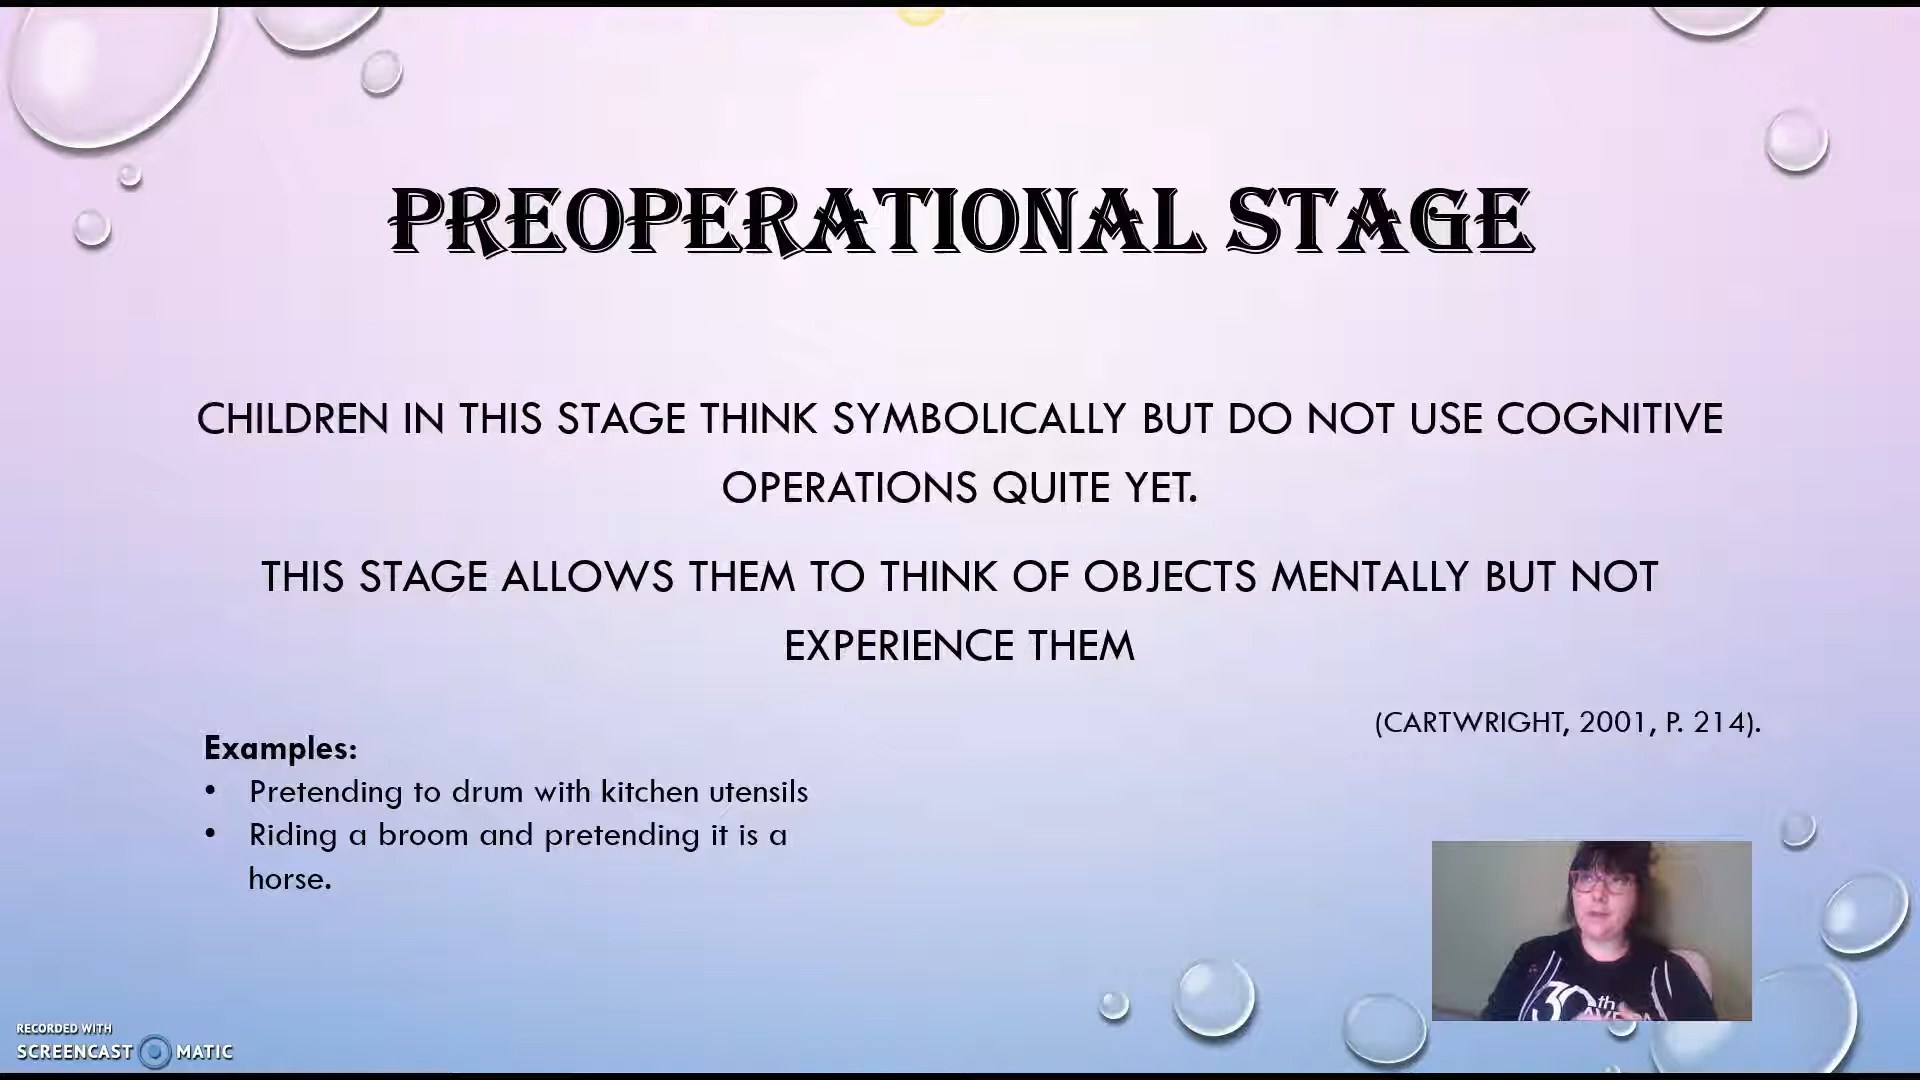 PREOPERATIONAL STAGE
CHILDREN IN THIS STAGE THINK SYMBOLICALLY BUT DO NOT USE COGNITIVE
OPERATIONS QUITE YET.
THIS STAGE ALLOWS THEM TO THINK OF OBJECTS MENTALLY BUT NOT
EXPERIENCE THEM
(CARTWRIGHT, 2001, P. 214).
Examples:
• Pretending to drum with kitchen utensils
• Riding a broom and pretending it is a
horse.
30th
RECORDED WITH
SCREENCAST MATIC